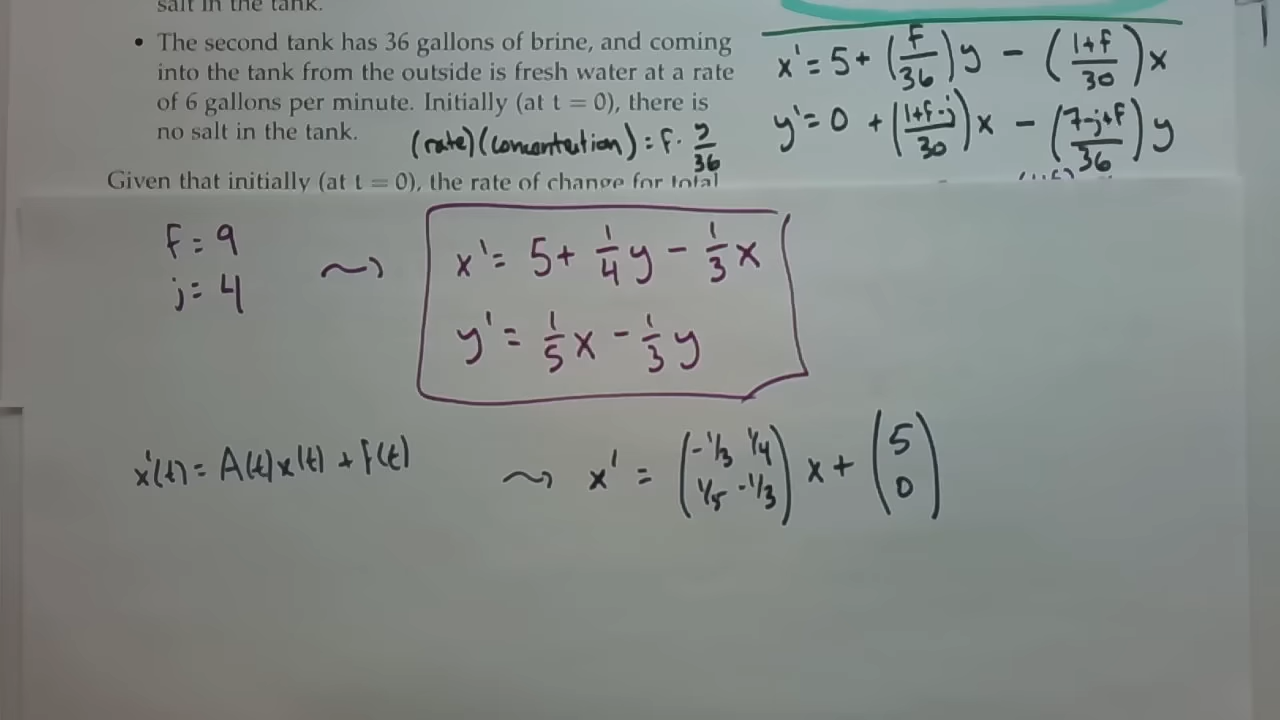 salt in the tank.
• The second tank has 36 gallons of brine, and coming
into the tank from the outside is fresh water at a rate
of 6 gallons per minute. Initially (at t = 0), there is
no salt in the tank.
(rate)(concentration) = f · y/36
Given that initially (at t = 0), the rate of change for total
x' = 5 + (f/36)y − ((1+f)/30)x
y' = 0 + ((1+f-j)/30)x − ((7-j+f)/36)y
f = 9
j = 4
⇝
x' = 5 + 1/4 y − 1/3 x
y' = 1/5 x − 1/3 y
x'(t) = A(t)x(t) + f(t)
⇝ x' = (-1/3 1/4
1/5 -1/3) x + (5
0)